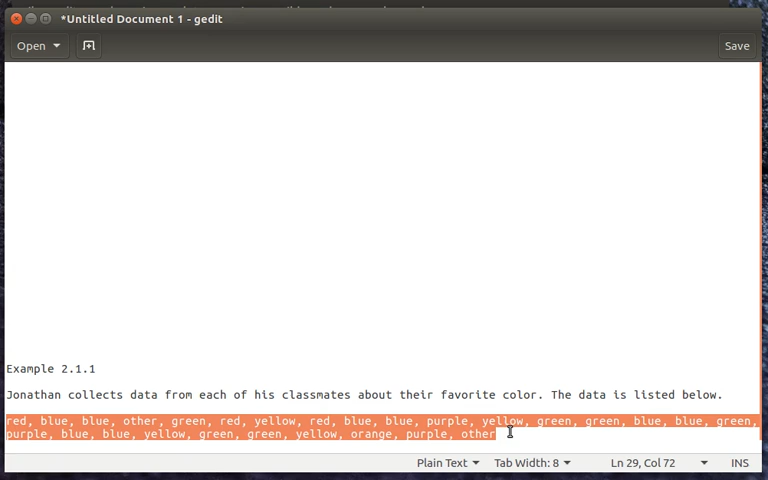 *Untitled Document 1 - gedit
Open
Save
Example 2.1.1
Jonathan collects data from each of his classmates about their favorite color. The data is listed below.
red, blue, blue, other, green, red, yellow, red, blue, blue, purple, yellow, green, green, blue, blue, green,
purple, blue, blue, yellow, green, green, yellow, orange, purple, other
Plain Text Tab Width: 8 Ln 29, Col 72 INS